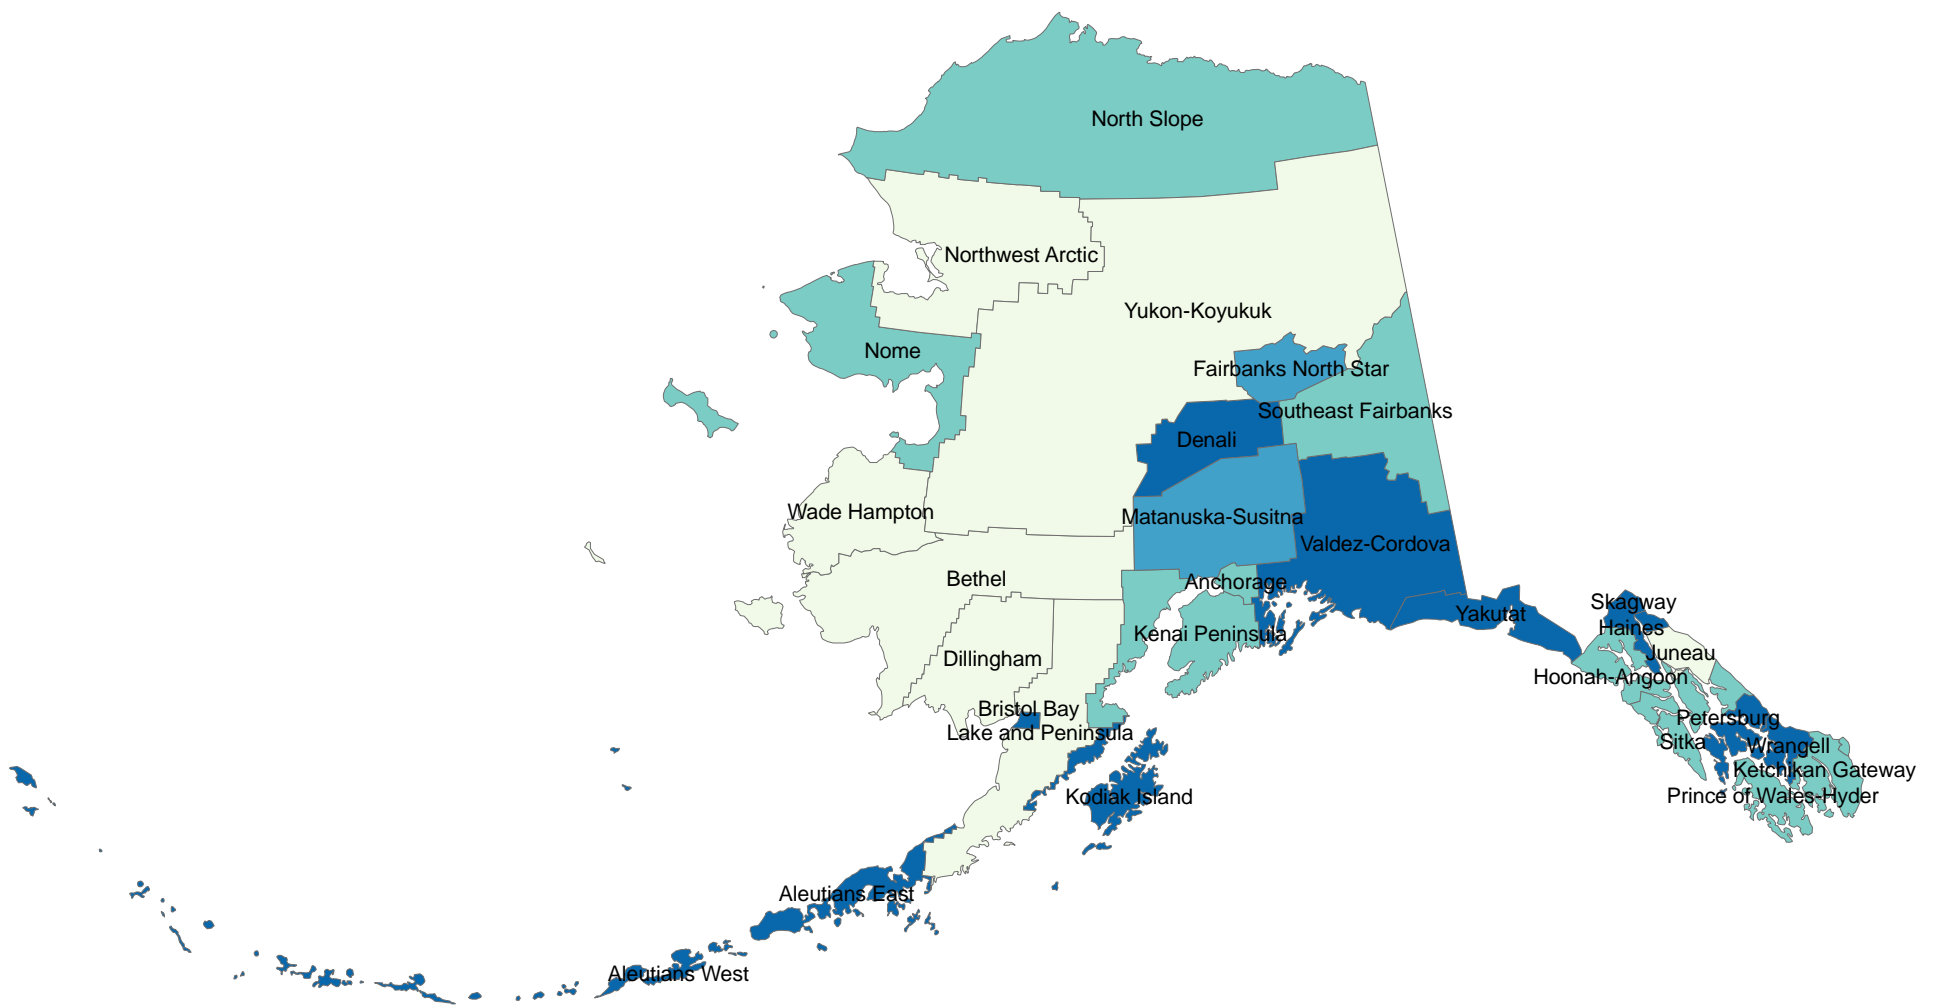 North Slope
Northwest Arctic
Yukon-Koyukuk
Nome
Fairbanks North Star
Southeast Fairbanks
Denali
Wade Hampton
Matanuska-Susitna
Valdez-Cordova
Bethel
Anchorage
Skagway
Yakutat
Haines
Kenai Peninsula
Juneau
Dillingham
Hoonah-Angoon
Bristol Bay
Petersburg
Lake and Peninsula
Sitka
Wrangell
Ketchikan Gateway
Kodiak Island
Prince of Wales-Hyder
Aleutians East
Aleutians West